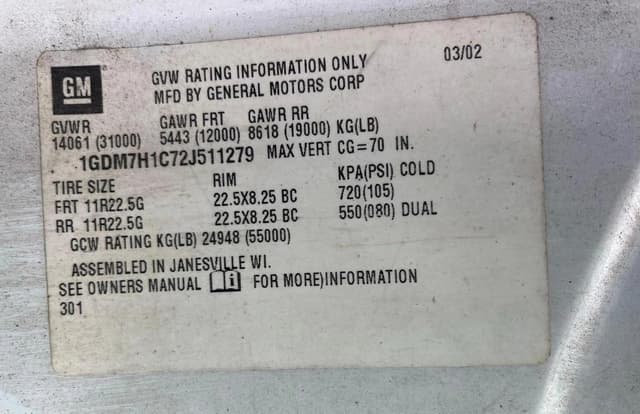 GM
GVW RATING INFORMATION ONLY 03/02
MFD BY GENERAL MOTORS CORP
GVWR GAWR FRT GAWR RR
14061 (31000) 5443 (12000) 8618 (19000) KG(LB)
1GDM7H1C72J511279 MAX VERT CG=70 IN.
TIRE SIZE RIM KPA(PSI) COLD
FRT 11R22.5G 22.5X8.25 BC 720(105)
RR 11R22.5G 22.5X8.25 BC 550(080) DUAL
GCW RATING KG(LB) 24948 (55000)
ASSEMBLED IN JANESVILLE WI.
SEE OWNERS MANUAL i FOR MORE)INFORMATION
301